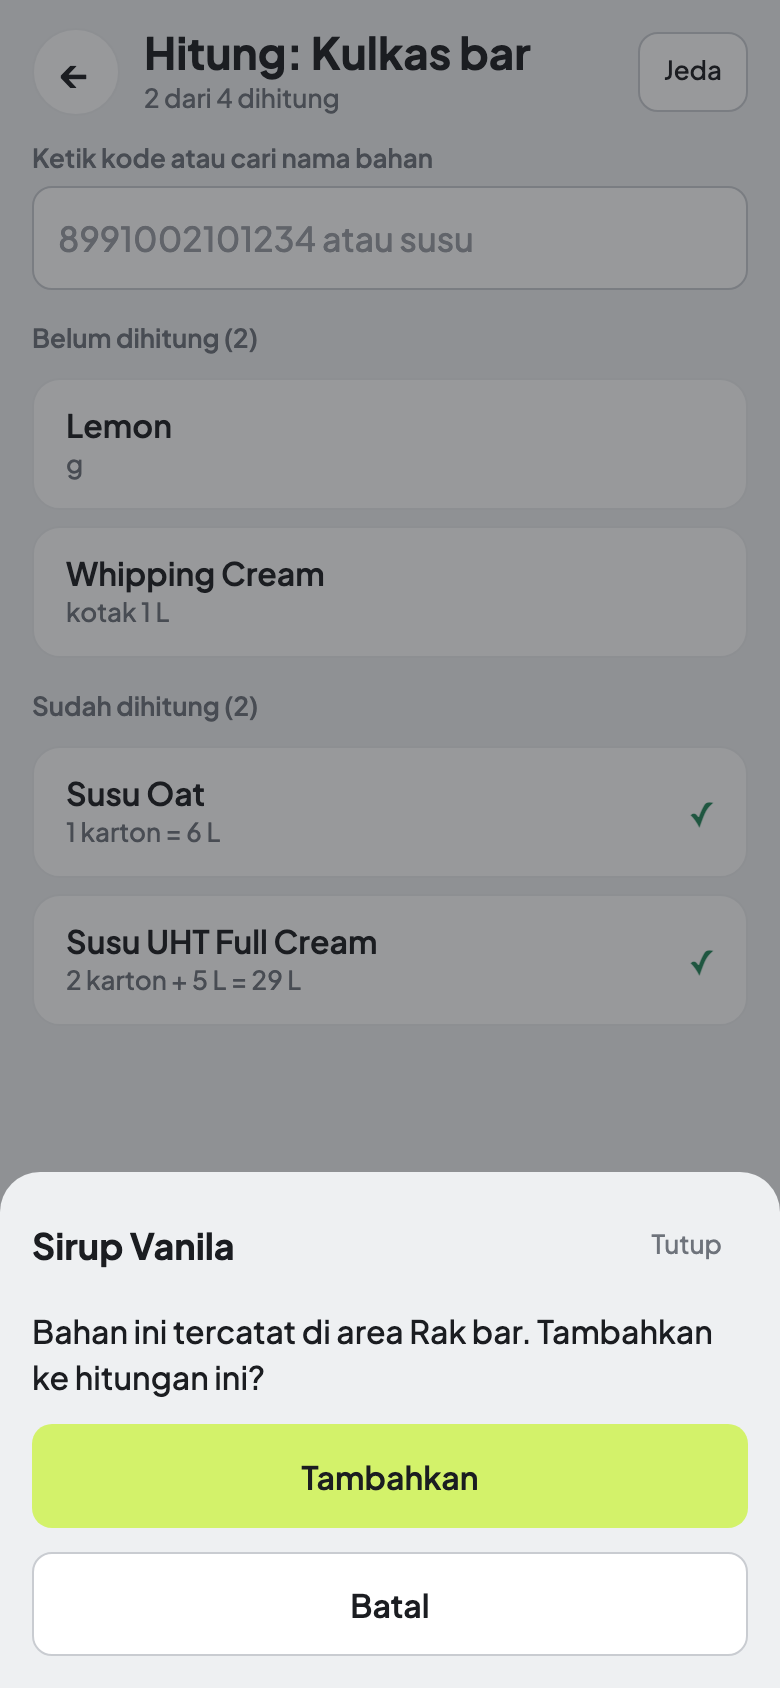 Hitung: Kulkas bar
2 dari 4 dihitung
Jeda
Ketik kode atau cari nama bahan
8991002101234 atau susu
Belum dihitung (2)
Lemon
g
Whipping Cream
kotak 1 L
Sudah dihitung (2)
Susu Oat
1 karton = 6 L
Susu UHT Full Cream
2 karton + 5 L = 29 L
Sirup Vanila
Tutup
Bahan ini tercatat di area Rak bar. Tambahkan
ke hitungan ini?
Tambahkan
Batal